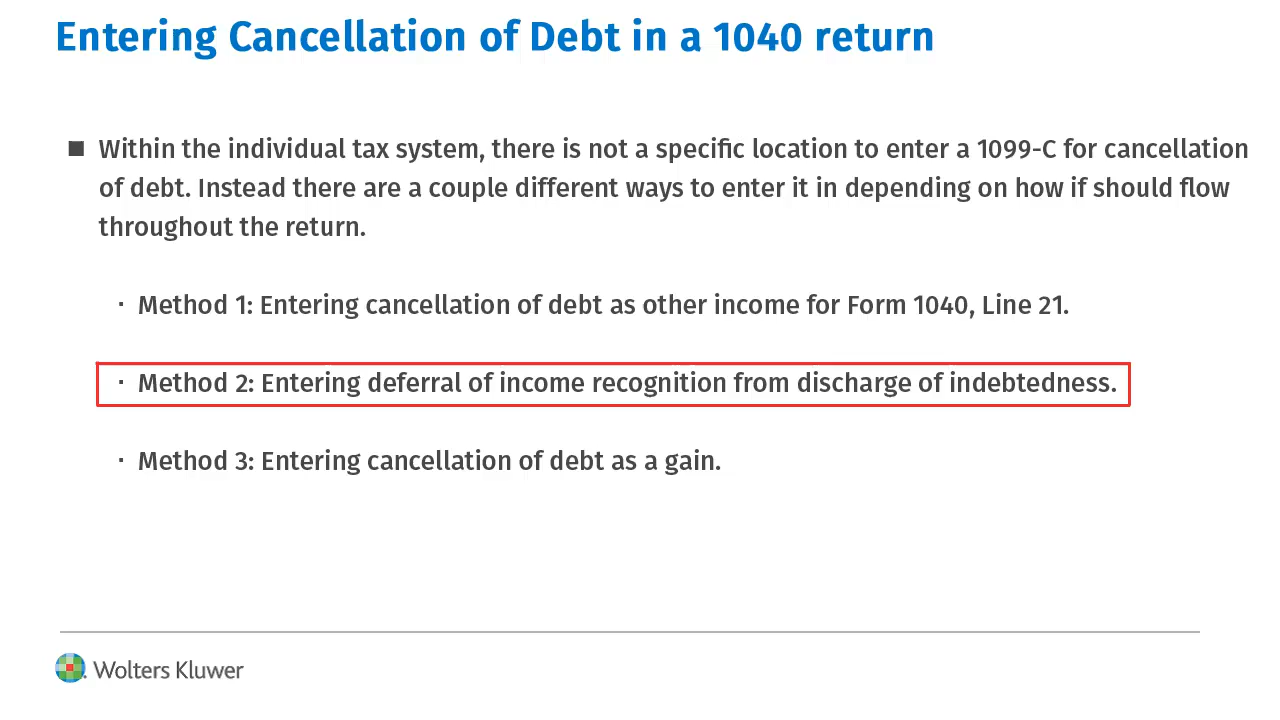 Entering Cancellation of Debt in a 1040 return
■ Within the individual tax system, there is not a specific location to enter a 1099-C for cancellation
of debt. Instead there are a couple different ways to enter it in depending on how if should flow
throughout the return.
· Method 1: Entering cancellation of debt as other income for Form 1040, Line 21.
· Method 2: Entering deferral of income recognition from discharge of indebtedness.
· Method 3: Entering cancellation of debt as a gain.
Wolters Kluwer